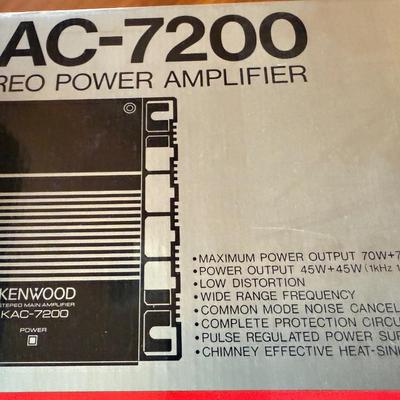 AC-7200
REO POWER AMPLIFIER
KENWOOD
STEREO MAIN AMPLIFIER
KAC-7200
POWER
•MAXIMUM POWER OUTPUT 70W+7
•POWER OUTPUT 45W+45W (1kHz 1
•LOW DISTORTION
•WIDE RANGE FREQUENCY
•COMMON MODE NOISE CANCEL
•COMPLETE PROTECTION CIRCU
•PULSE REGULATED POWER SUP
•CHIMNEY EFFECTIVE HEAT-SIN